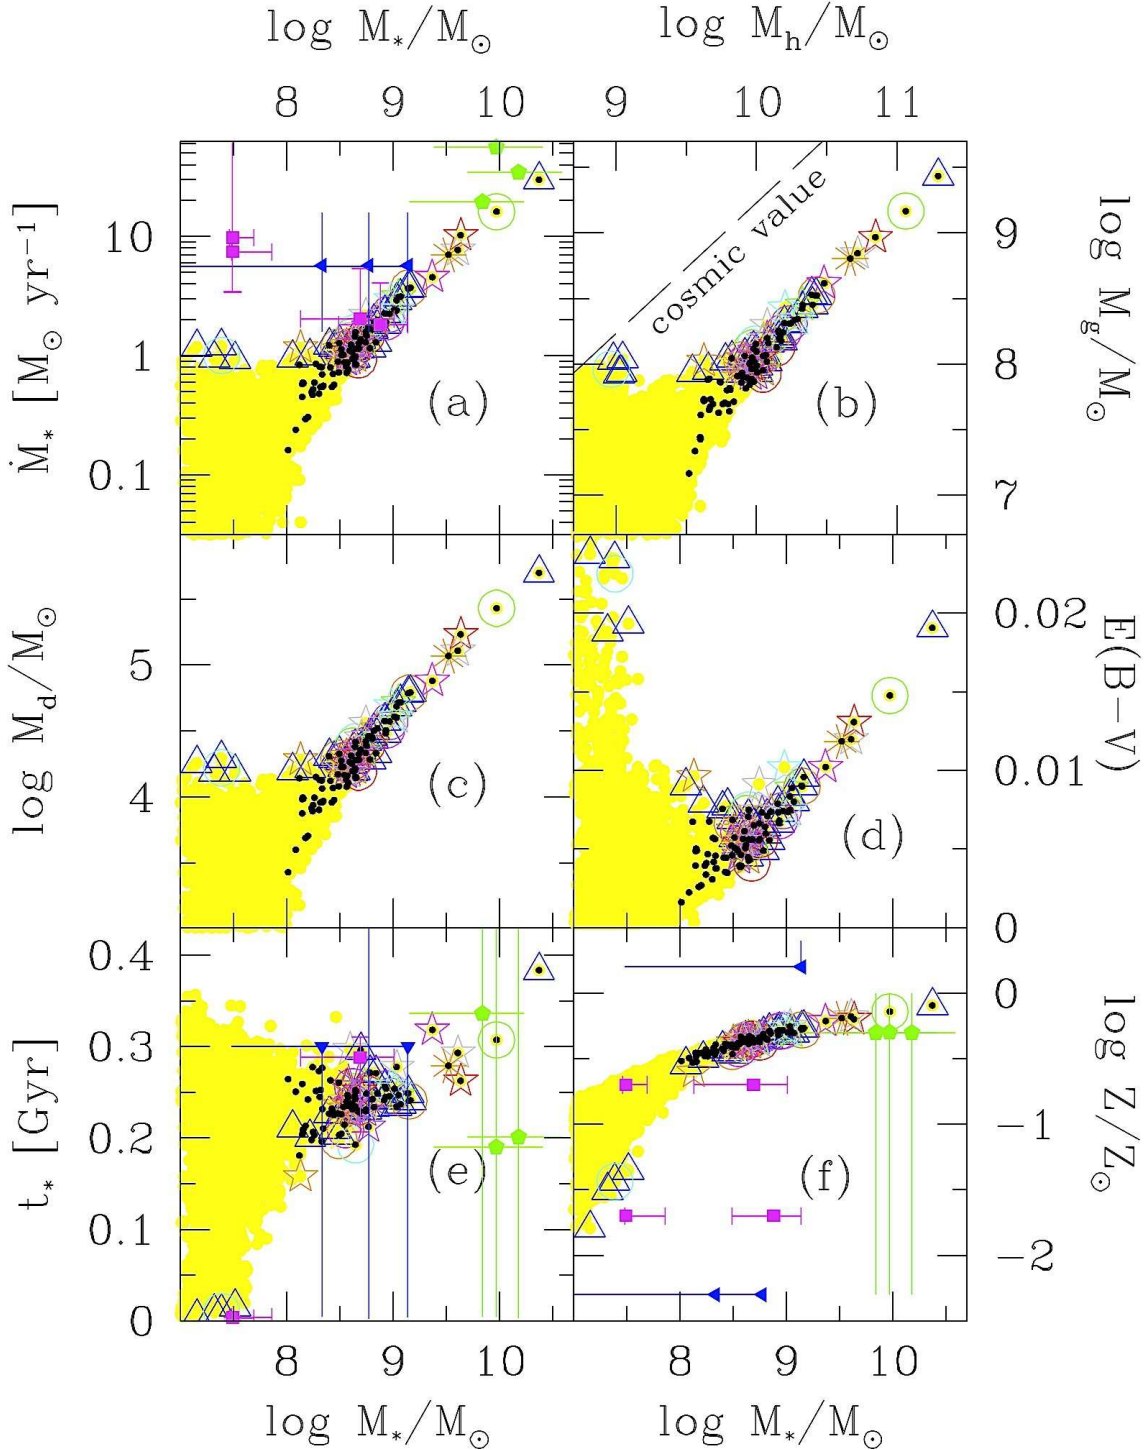 log M*/M⊙ log Mh/M⊙
8 9 10 9 10 11
10
1
0.1
Ṁ* [M⊙ yr⁻¹]
(a)
cosmic value
(b)
9
8
7
log Mg/M⊙
5
4
log Md/M⊙
(c)
(d)
0.02
0.01
0
E(B−V)
0.4
0.3
0.2
0.1
0
t* [Gyr]
(e)
(f)
0
−1
−2
log Z/Z⊙
8 9 10 8 9 10
log M*/M⊙ log M*/M⊙